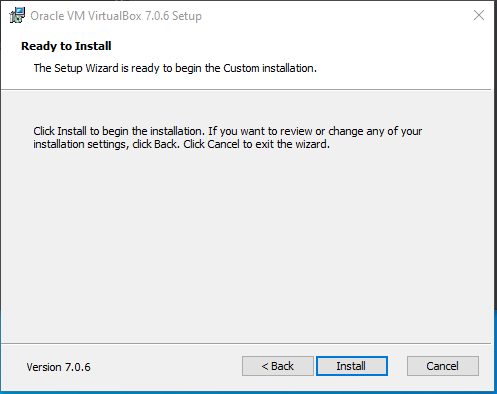 Oracle VM VirtualBox 7.0.6 Setup
Ready to Install
The Setup Wizard is ready to begin the Custom installation.
Click Install to begin the installation. If you want to review or change any of your
installation settings, click Back. Click Cancel to exit the wizard.
Version 7.0.6
< Back
Install
Cancel